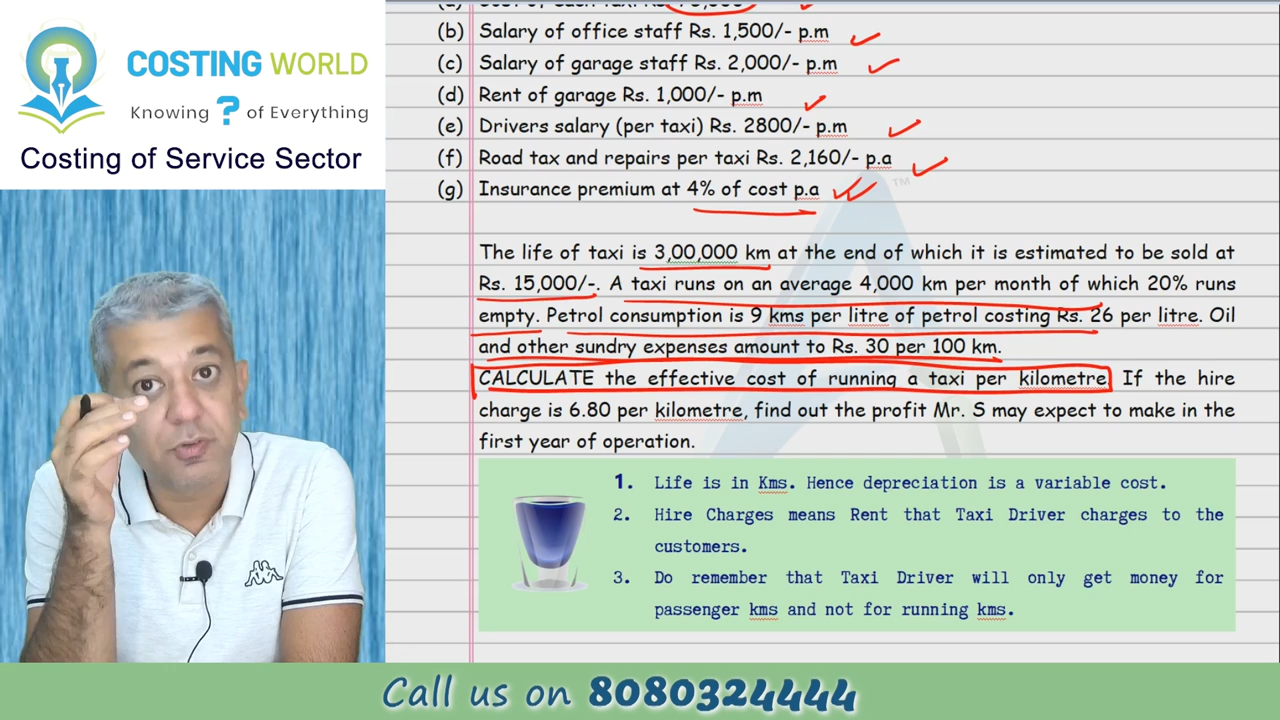 COSTING WORLD
Knowing ? of Everything
Costing of Service Sector
(b) Salary of office staff Rs. 1,500/- p.m
(c) Salary of garage staff Rs. 2,000/- p.m
(d) Rent of garage Rs. 1,000/- p.m
(e) Drivers salary (per taxi) Rs. 2800/- p.m
(f) Road tax and repairs per taxi Rs. 2,160/- p.a
(g) Insurance premium at 4% of cost p.a
TM
The life of taxi is 3,00,000 km at the end of which it is estimated to be sold at
Rs. 15,000/-. A taxi runs on an average 4,000 km per month of which 20% runs
empty. Petrol consumption is 9 kms per litre of petrol costing Rs. 26 per litre. Oil
and other sundry expenses amount to Rs. 30 per 100 km.
CALCULATE the effective cost of running a taxi per kilometre. If the hire
charge is 6.80 per kilometre, find out the profit Mr. S may expect to make in the
first year of operation.
1. Life is in Kms. Hence depreciation is a variable cost.
2. Hire Charges means Rent that Taxi Driver charges to the
customers.
3. Do remember that Taxi Driver will only get money for
passenger kms and not for running kms.
Call us on 8080324444